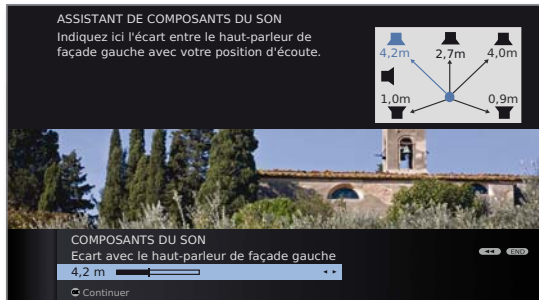 ASSISTANT DE COMPOSANTS DU SON
Indiquez ici l'écart entre le haut-parleur de
façade gauche avec votre position d'écoute.
4,2m 2,7m 4,0m
1,0m 0,9m
COMPOSANTS DU SON
Ecart avec le haut-parleur de façade gauche
4,2 m
OK Continuer
END